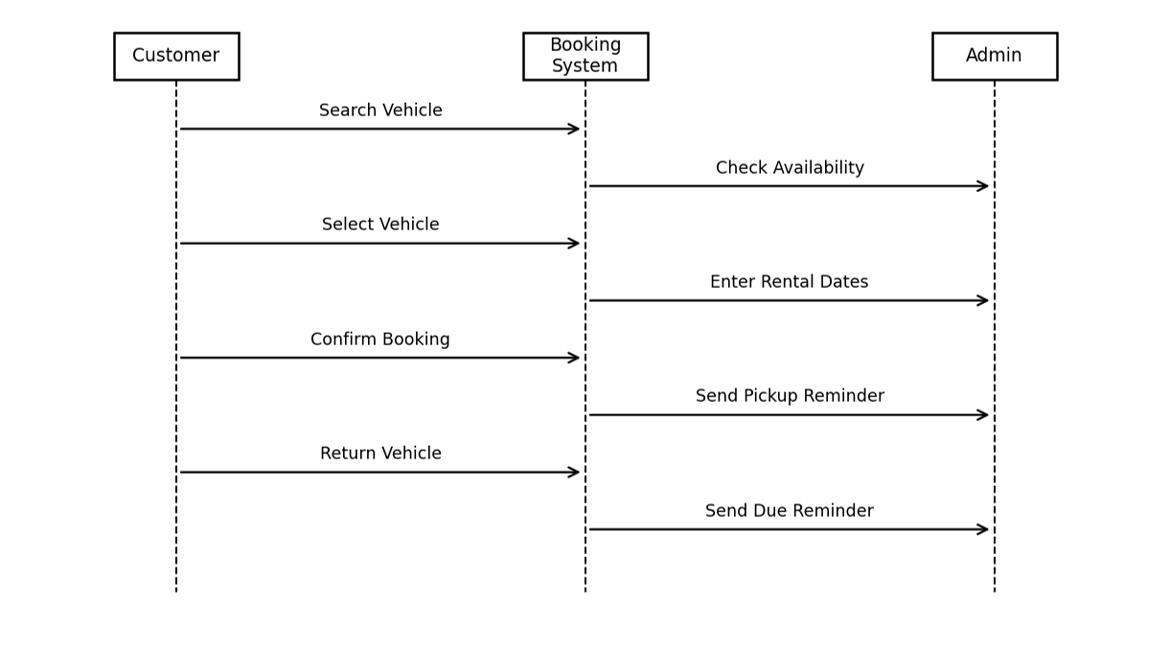 Customer
Booking
System
Admin
Search Vehicle
Check Availability
Select Vehicle
Enter Rental Dates
Confirm Booking
Send Pickup Reminder
Return Vehicle
Send Due Reminder